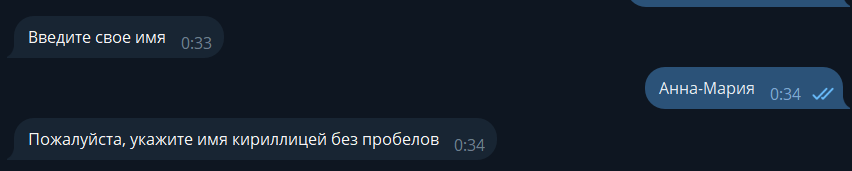 Введите свое имя 0:33
Анна-Мария 0:34
Пожалуйста, укажите имя кириллицей без пробелов 0:34